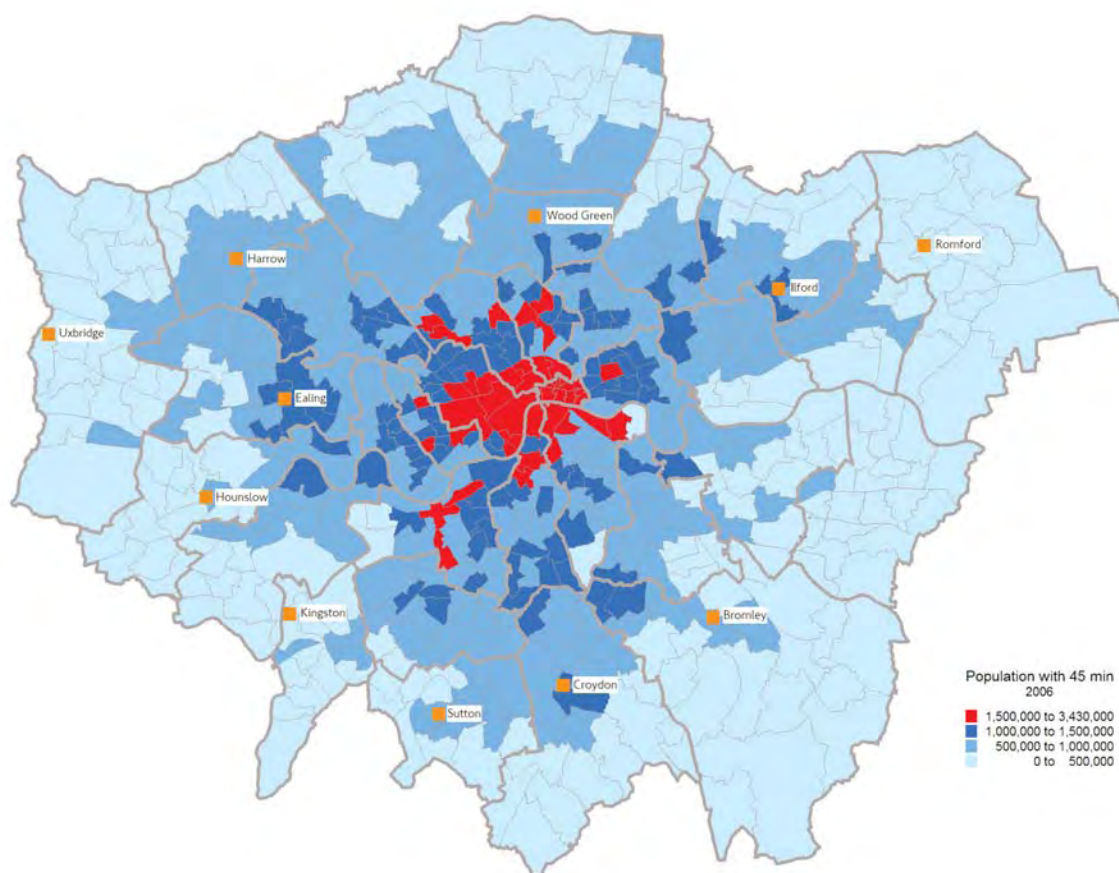 Wood Green
Romford
Harrow
Ilford
Uxbridge
Ealing
Hounslow
Kingston
Bromley
Croydon
Sutton
Population with 45 min
2006
1,500,000 to 3,430,000
1,000,000 to 1,500,000
500,000 to 1,000,000
0 to 500,000